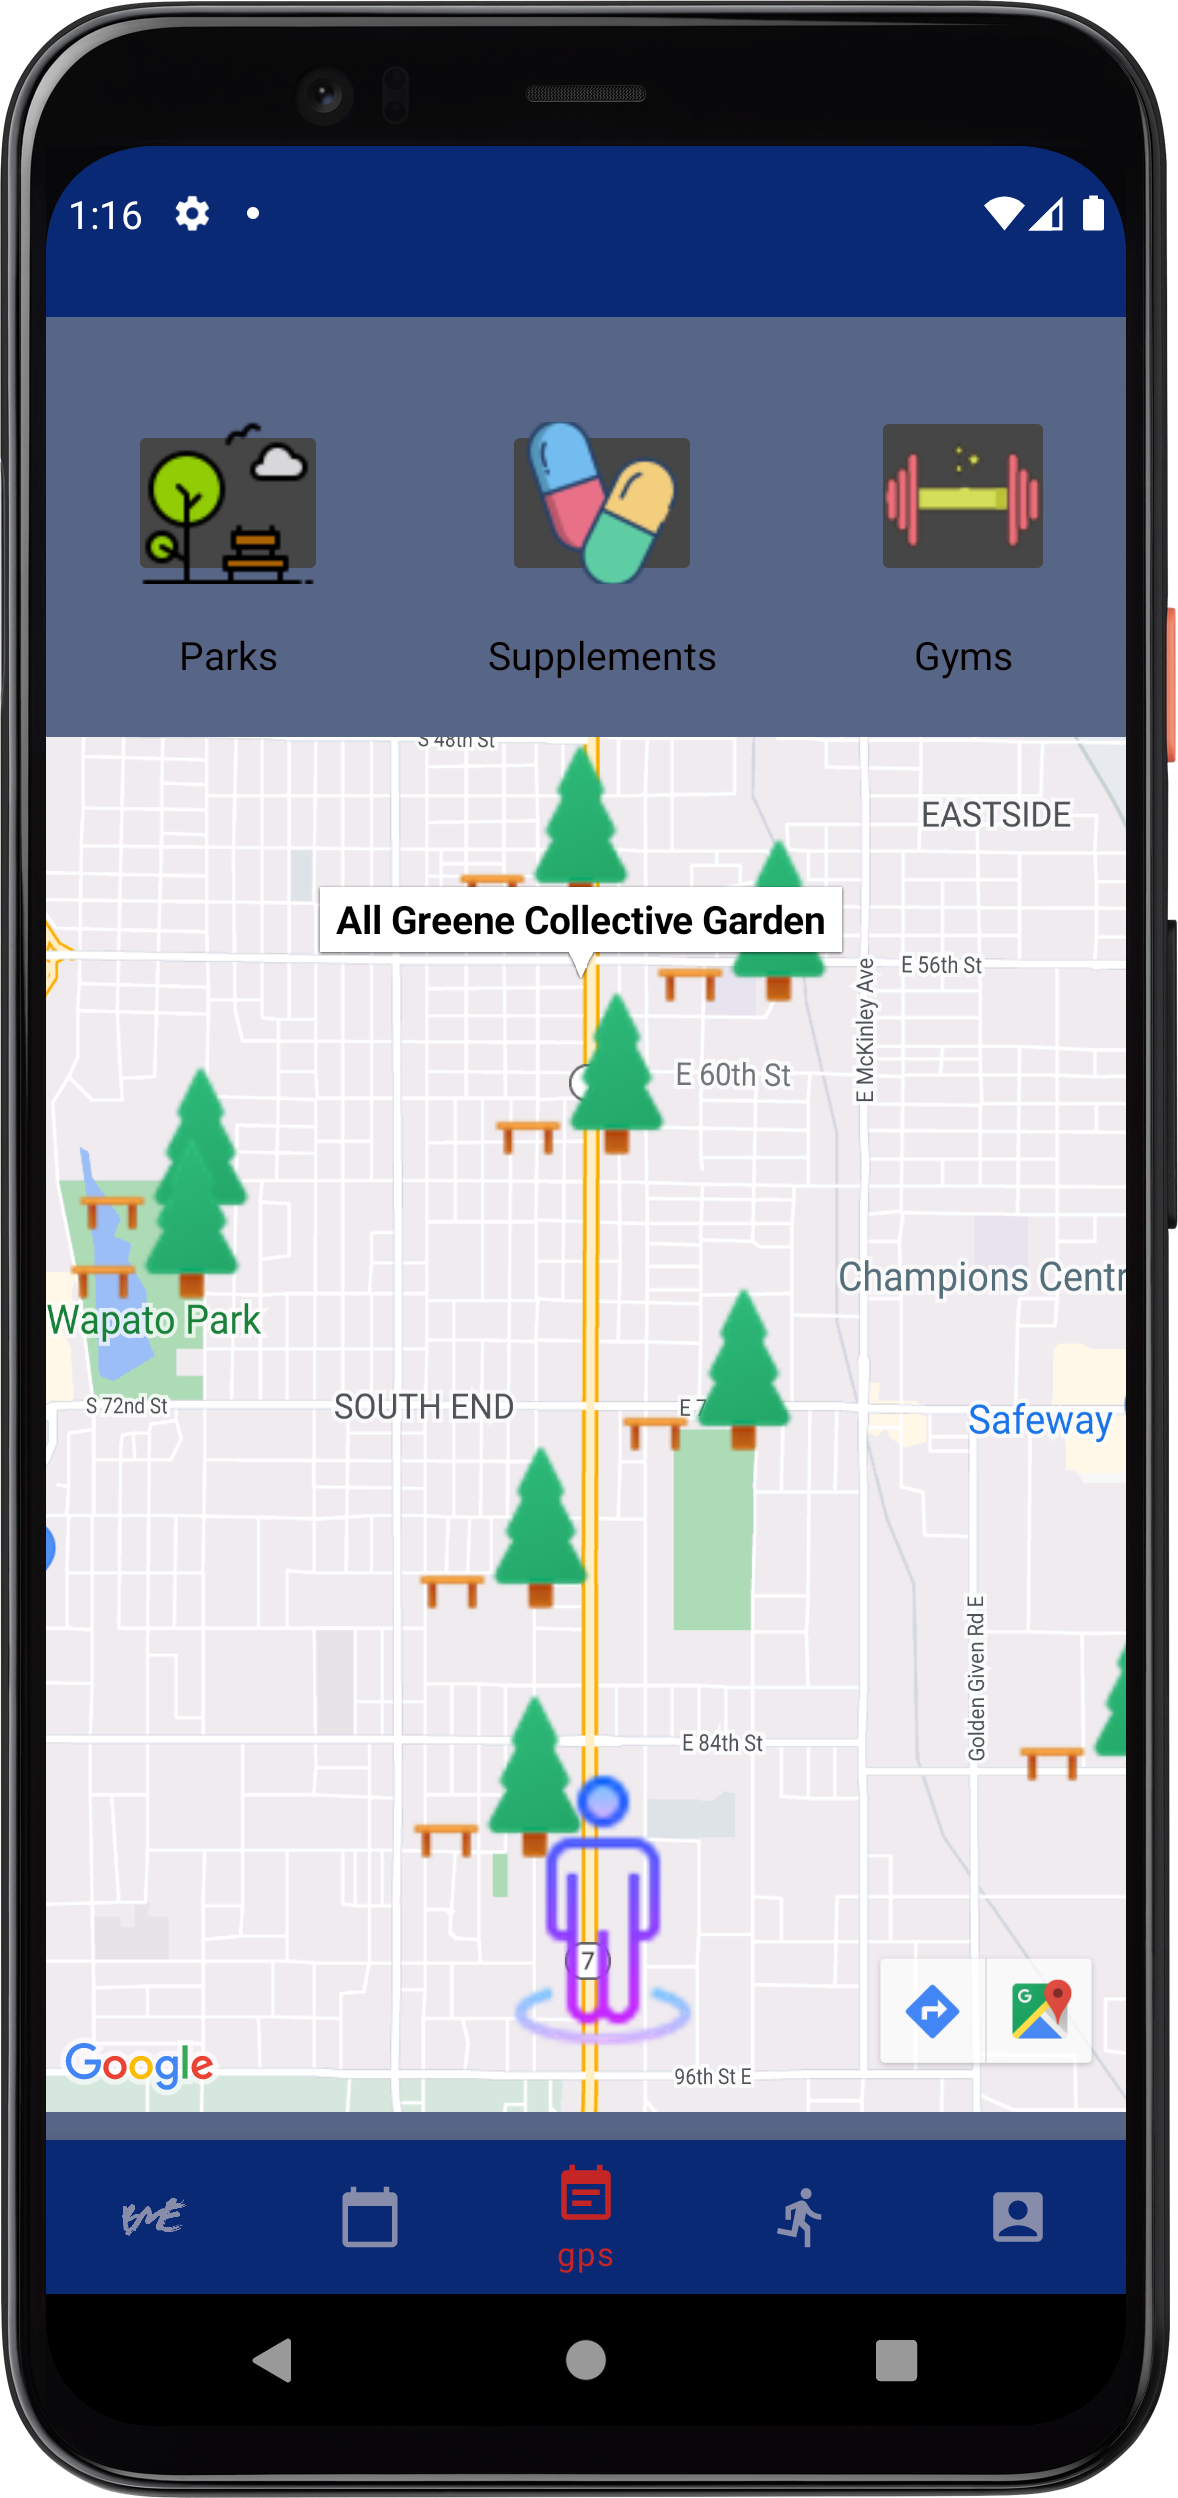 1:16
Parks
Supplements
Gyms
S 48th St
EASTSIDE
All Greene Collective Garden
E 56th St
E McKinley Ave
E 60th St
Champions Centr
Wapato Park
S 72nd St
SOUTH END
E 7
Safeway
Golden Given Rd E
E 84th St
7
G
Google
96th St E
gps